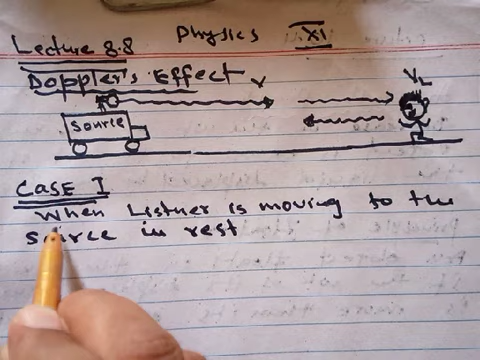 Lecture 8.8 Physics XI
Doppler's Effect
V
VL
Source
Case I
When Listner is moving to the
source in rest